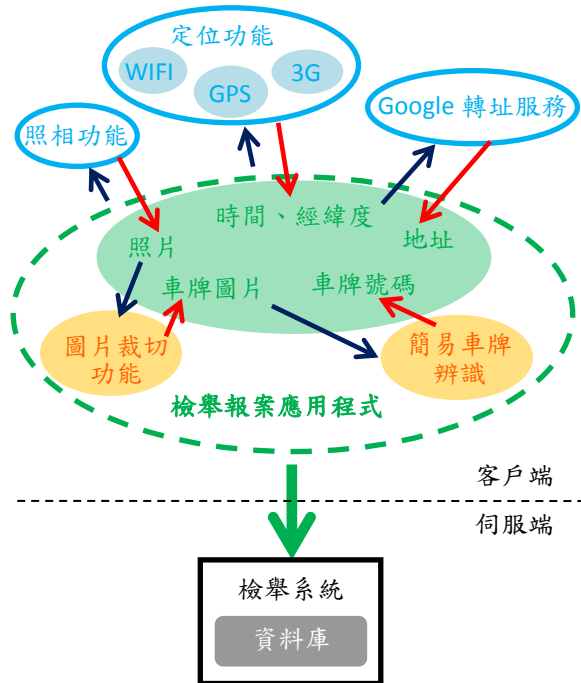 定位功能
WIFI
3G
GPS
Google 轉址服務
照相功能
時間、經緯度
地址
照片
車牌圖片
車牌號碼
圖片裁切
功能
簡易車牌
辨識
檢舉報案應用程式
客戶端
伺服端
檢舉系統
資料庫